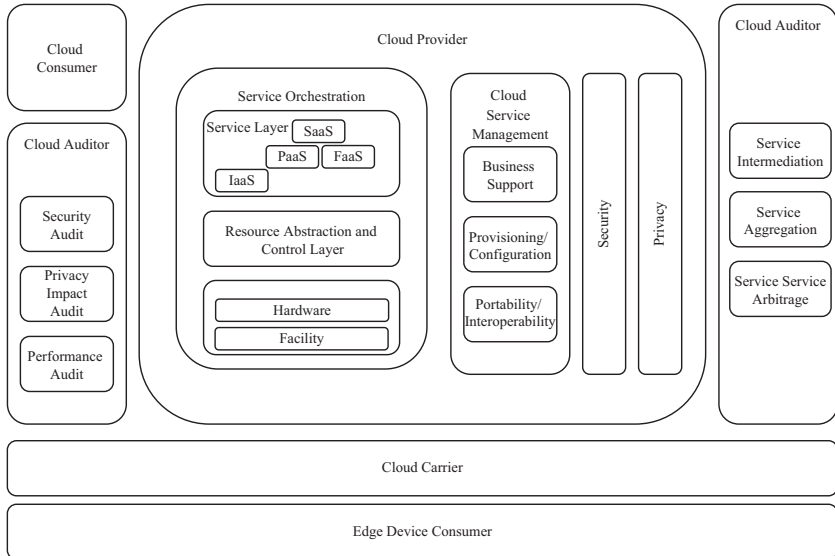 Cloud
Consumer
Cloud Auditor
Security
Audit
Privacy
Impact
Audit
Performance
Audit
Cloud Provider
Service Orchestration
Service Layer
SaaS
PaaS
FaaS
IaaS
Resource Abstraction and
Control Layer
Hardware
Facility
Cloud
Service
Management
Business
Support
Provisioning/
Configuration
Portability/
Interoperability
Security
Privacy
Cloud Auditor
Service
Intermediation
Service
Aggregation
Service Service
Arbitrage
Cloud Carrier
Edge Device Consumer